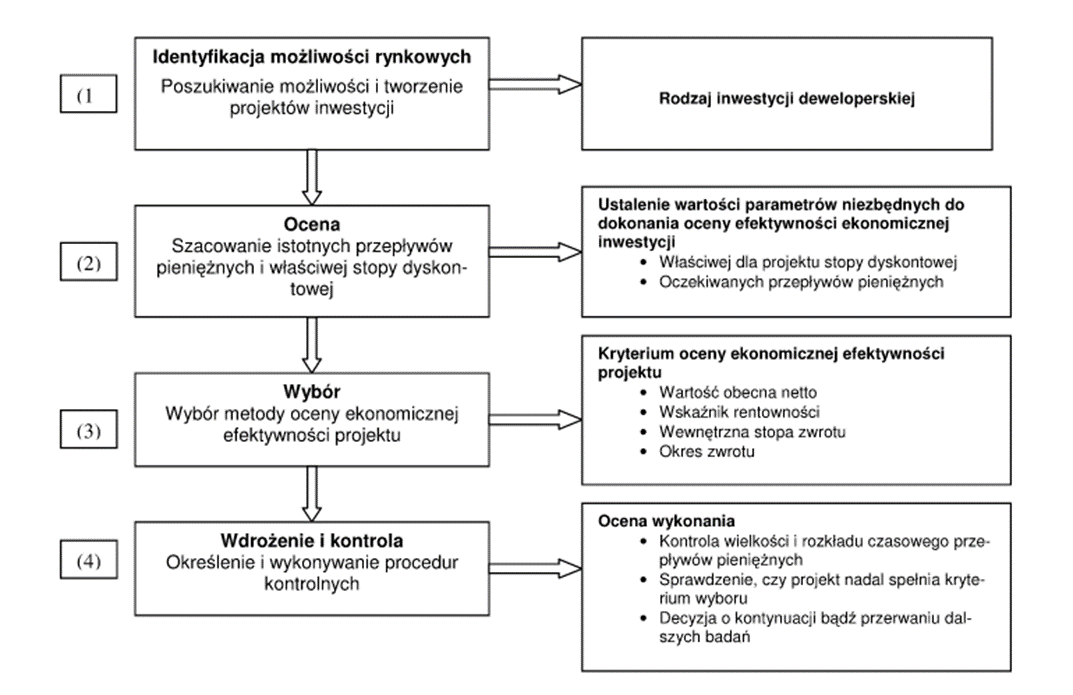 (1
Identyfikacja możliwości rynkowych
Poszukiwanie możliwości i tworzenie
projektów inwestycji
Rodzaj inwestycji deweloperskiej
(2)
Ocena
Szacowanie istotnych przepływów
pieniężnych i właściwej stopy dyskon-
towej
Ustalenie wartości parametrów niezbędnych do
dokonania oceny efektywności ekonomicznej
inwestycji
• Właściwej dla projektu stopy dyskontowej
• Oczekiwanych przepływów pieniężnych
(3)
Wybór
Wybór metody oceny ekonomicznej
efektywności projektu
Kryterium oceny ekonomicznej efektywności
projektu
• Wartość obecna netto
• Wskaźnik rentowności
• Wewnętrzna stopa zwrotu
• Okres zwrotu
(4)
Wdrożenie i kontrola
Określenie i wykonywanie procedur
kontrolnych
Ocena wykonania
• Kontrola wielkości i rozkładu czasowego prze-
pływów pieniężnych
• Sprawdzenie, czy projekt nadal spełnia kryte-
rium wyboru
• Decyzja o kontynuacji bądź przerwaniu dal-
szych badań